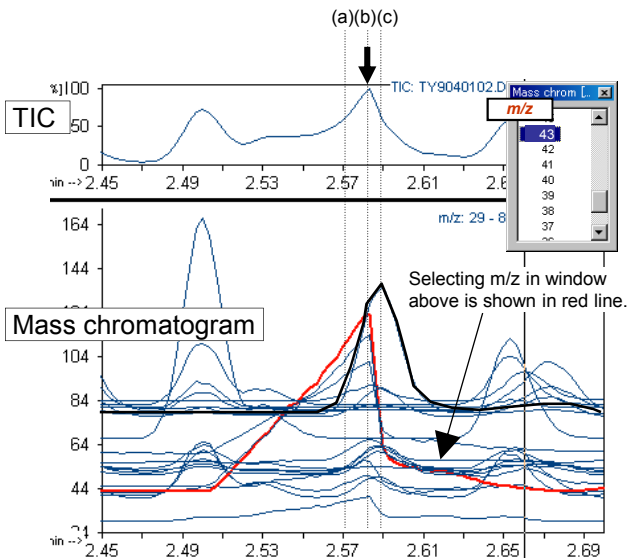 (a)(b)(c)
TIC
%]100
50
0
TIC: TY9040102.D
Mass chrom [..
m/z
43
42
41
40
39
38
37
min --> 2.45 2.49 2.53 2.57 2.61
m/z: 29 - 8
164
144
Selecting m/z in window
above is shown in red line.
Mass chromatogram
104
84
64
44
min --> 2.45 2.49 2.53 2.57 2.61 2.65 2.69